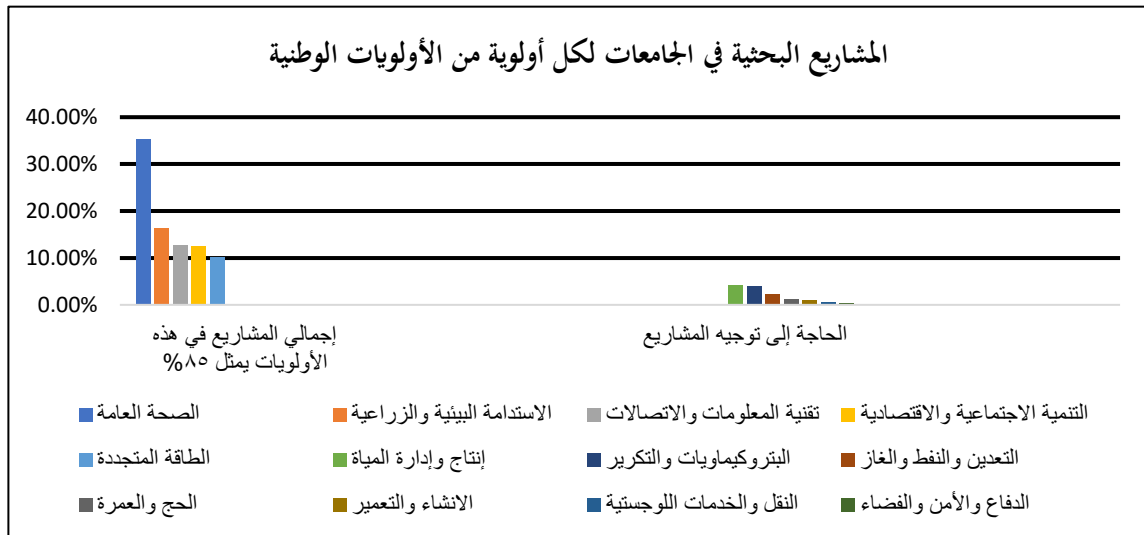 المشاريع البحثية في الجامعات لكل أولوية من الأولويات الوطنية
40.00%
30.00%
20.00%
10.00%
0.00%
إجمالي المشاريع في هذه
الأولويات يمثل ٨٥%
الحاجة إلى توجيه المشاريع
الصحة العامة
الاستدامة البيئية والزراعية
تقنية المعلومات والاتصالات
التنمية الاجتماعية والاقتصادية
الطاقة المتجددة
إنتاج وإدارة المياة
البتروكيماويات والتكرير
التعدين والنفط والغاز
الحج والعمرة
الانشاء والتعمير
النقل والخدمات اللوجستية
الدفاع والأمن والفضاء